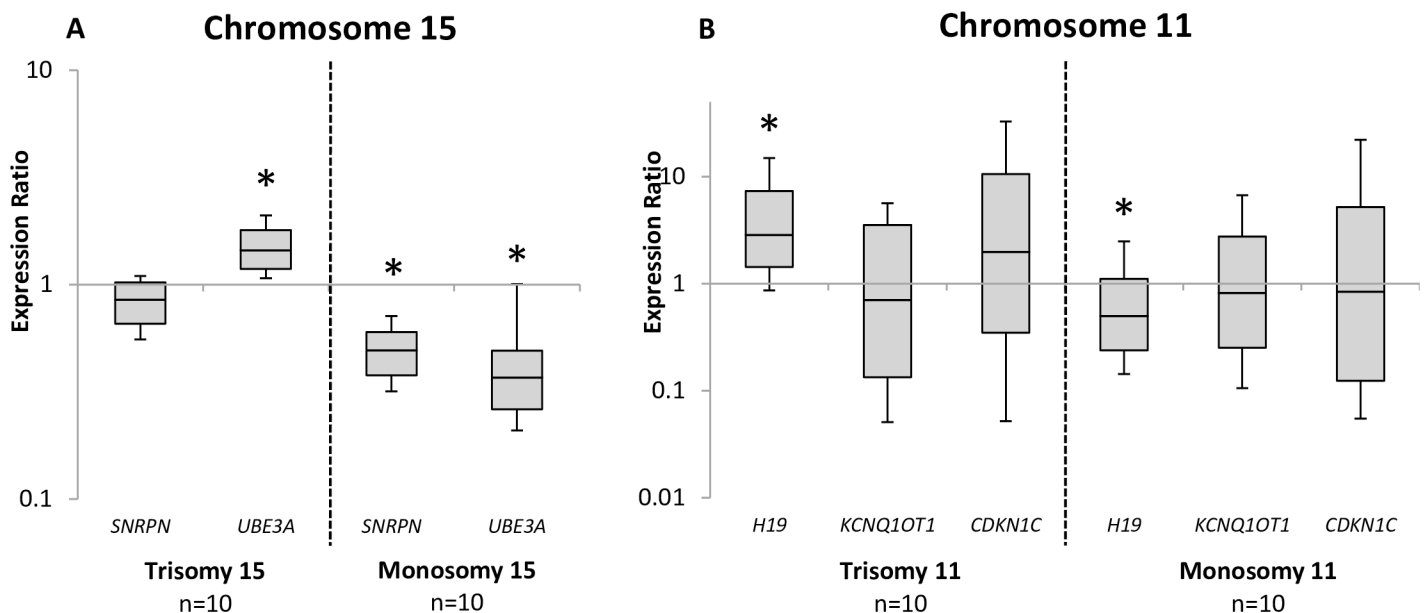 A
Chromosome 15
10
*
*
*
Expression Ratio
1
0.1
SNRPN
UBE3A
SNRPN
UBE3A
Trisomy 15
Monosomy 15
n=10
n=10
B
Chromosome 11
*
*
Expression Ratio
10
1
0.1
0.01
H19
KCNQ1OT1
CDKN1C
H19
KCNQ1OT1
CDKN1C
Trisomy 11
Monosomy 11
n=10
n=10